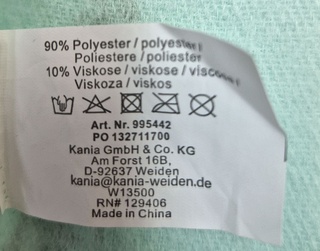 90% Polyester / polyester /
Poliestere / poliester
10% Viskose / viskose / viscose /
Viskoza / viskos
Art. Nr. 995442
PO 132711700
Kania GmbH & Co. KG
Am Forst 16B,
D-92637 Weiden
kania@kania-weiden.de
W13500
RN# 129406
Made in China